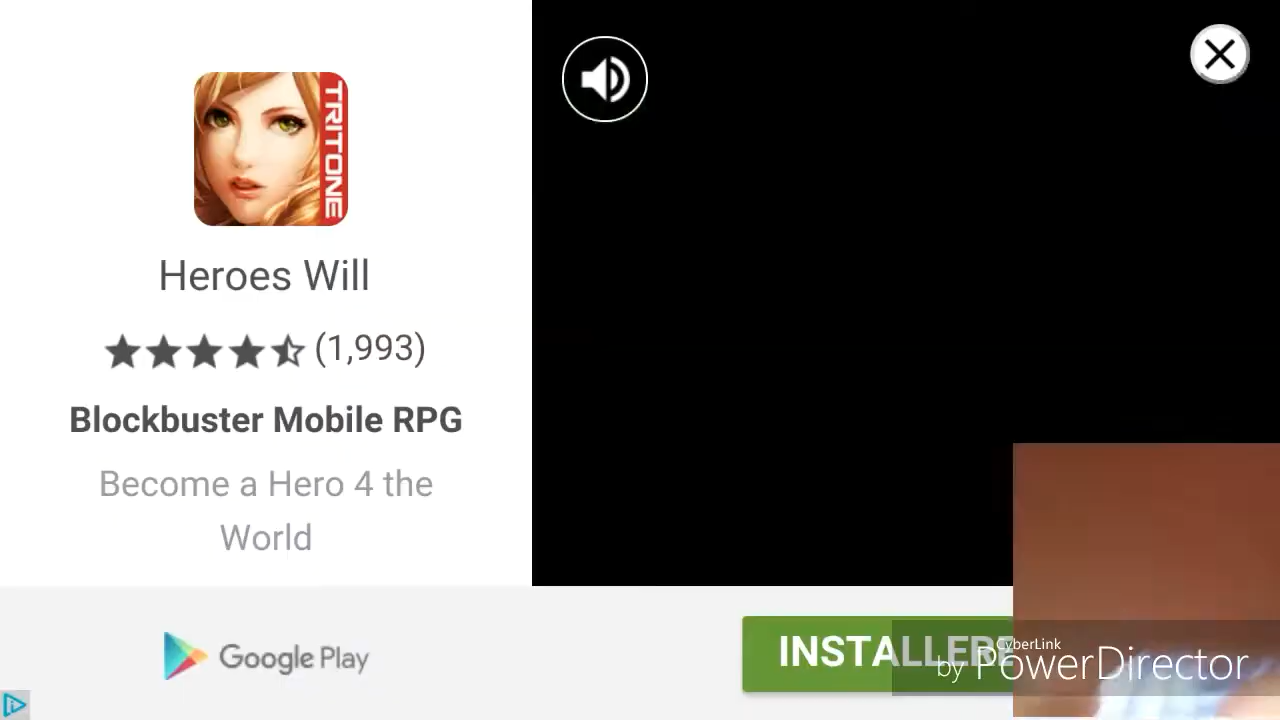 TRITONE
Heroes Will
(1,993)
Blockbuster Mobile RPG
Become a Hero 4 the
World
Google Play
INSTALLERE
CyberLink
by PowerDirector